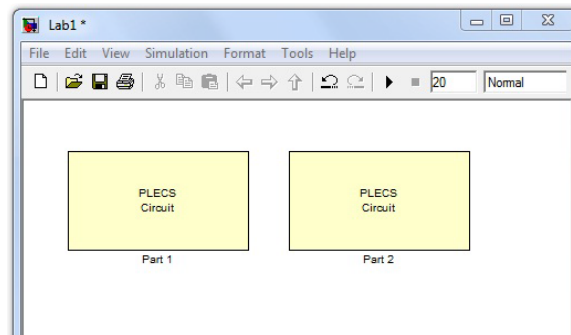 Lab1 *
File Edit View Simulation Format Tools Help
20 Normal
PLECS
Circuit
PLECS
Circuit
Part 1
Part 2